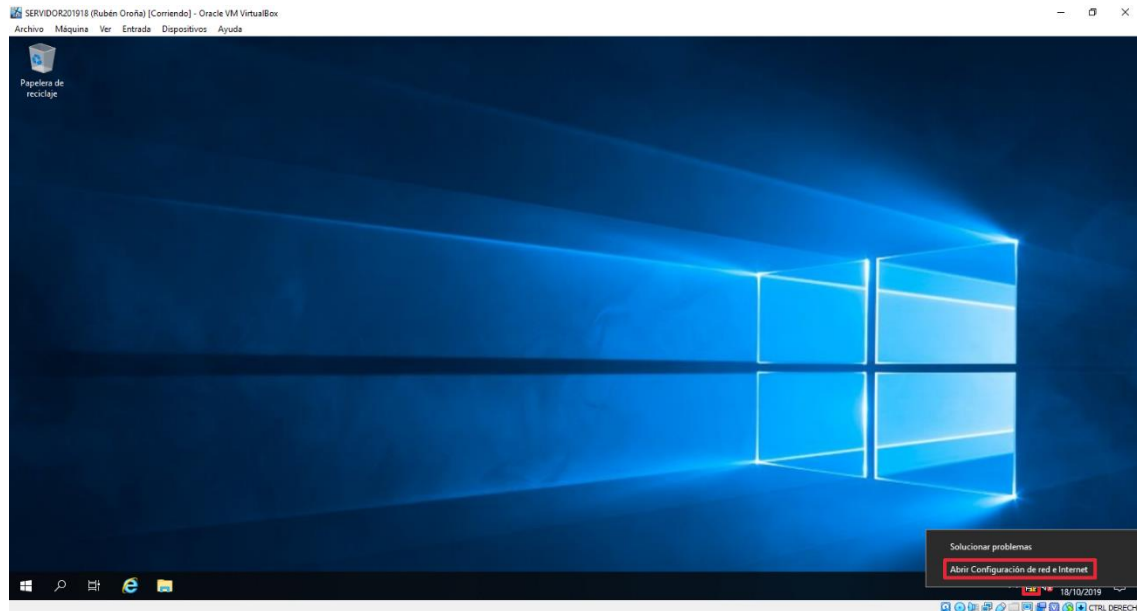 SERVIDOR201918 (Rubén Oroña) [Corriendo] - Oracle VM VirtualBox
Archivo Máquina Ver Entrada Dispositivos Ayuda
Papelera de
reciclaje
Solucionar problemas
Abrir Configuración de red e Internet
18/10/2019
CTRL DERECH